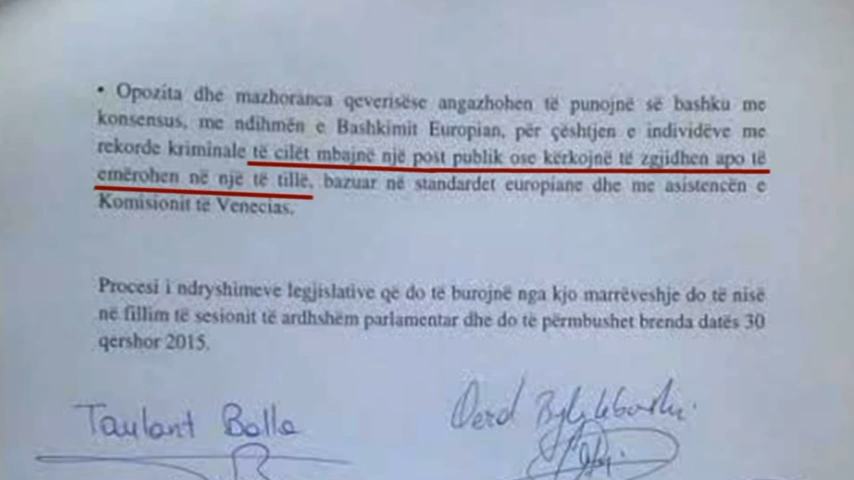 • Opozita dhe mazhoranca qeverisëse angazhohen të punojnë së bashku me
konsensus, me ndihmën e Bashkimit Europian, për çështjen e individëve me
rekorde kriminale të cilët mbajnë një post publik ose kërkojnë të zgjidhen apo të
emërohen në një të tillë, bazuar në standardet europiane dhe me asistencën e
Komisionit të Venecias.
Procesi i ndryshimeve legjislative që do të burojnë nga kjo marrëveshje do të nisë
në fillim të sesionit të ardhshëm parlamentar dhe do të përmbushet brenda datës 30
qershor 2015.
Taulant Balla